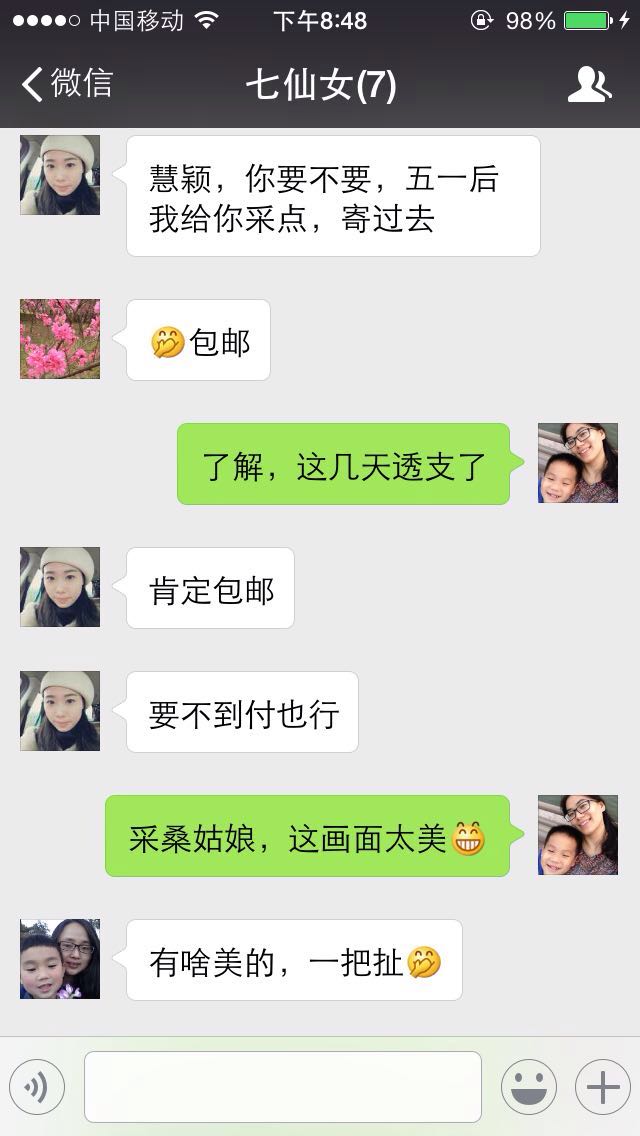 中国移动 下午8:48 98%
微信 七仙女(7)
慧颖，你要不要，五一后
我给你采点，寄过去
🤭包邮
了解，这几天透支了
肯定包邮
要不到付也行
采桑姑娘，这画面太美😁
有啥美的，一把扯🤭